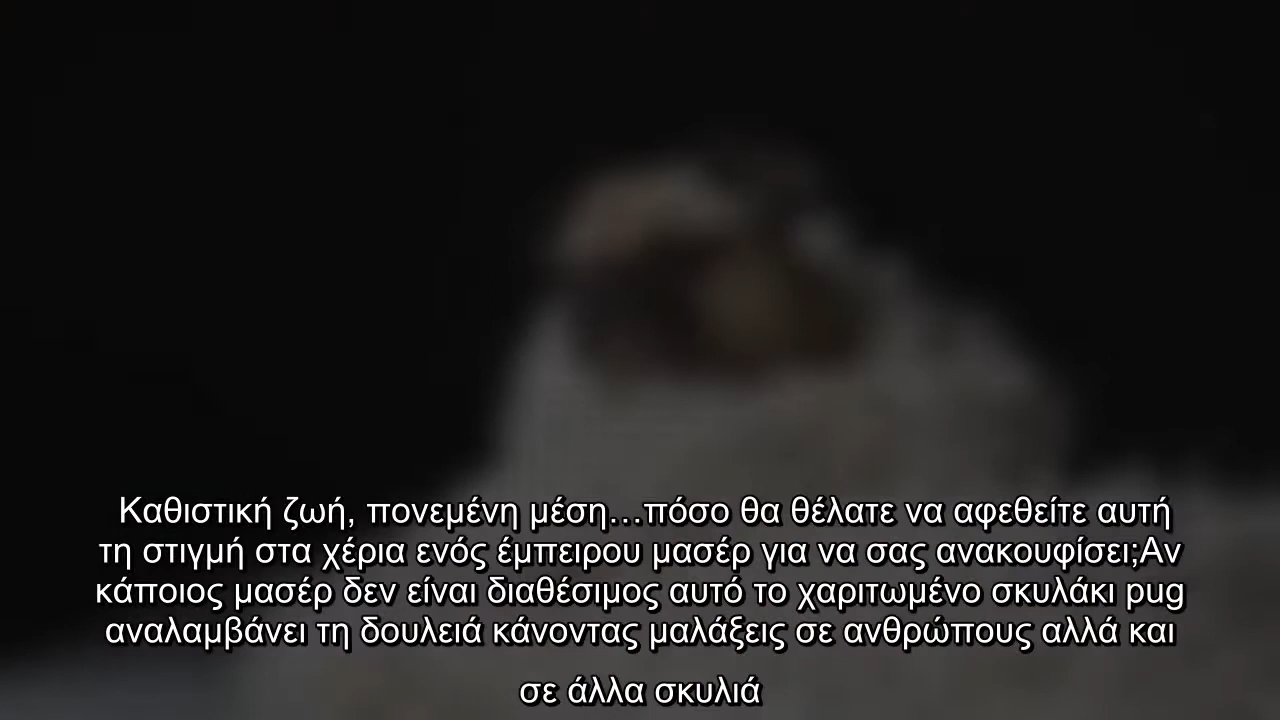 Καθιστική ζωή, πονεμένη μέση...πόσο θα θέλατε να αφεθείτε αυτή
τη στιγμή στα χέρια ενός έμπειρου μασέρ για να σας ανακουφίσει;Αν
κάποιος μασέρ δεν είναι διαθέσιμος αυτό το χαριτωμένο σκυλάκι pug
αναλαμβάνει τη δουλειά κάνοντας μαλάξεις σε ανθρώπους αλλά και
σε άλλα σκυλιά